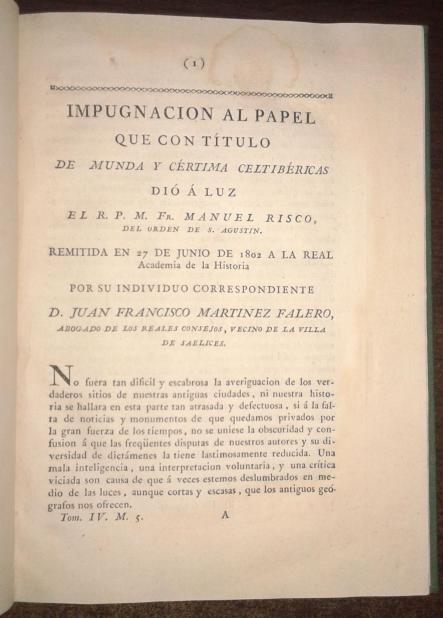 (1)
IMPUGNACION AL PAPEL
QUE CON TÍTULO
DE MUNDA Y CÉRTIMA CELTIBÉRICAS
DIÓ Á LUZ
EL R. P. M. FR. MANUEL RISCO,
DEL ORDEN DE S. AGUSTIN.
REMITIDA EN 27 DE JUNIO DE 1802 A LA REAL
Academia de la Historia
POR SU INDIVIDUO CORRESPONDIENTE
D. JUAN FRANCISCO MARTINEZ FALERO,
ABOGADO DE LOS REALES CONSEJOS, VECINO DE LA VILLA
DE SAELICES.
No fuera tan dificil y escabrosa la averiguacion de los ver-
daderos sitios de nuestras antiguas ciudades, ni nuestra histo-
ria se hallara en esta parte tan atrasada y defectuosa, si á la fal-
ta de noticias y monumentos de que quedamos privados por
la gran fuerza de los tiempos, no se uniese la obscuridad y con-
fusion á que las freqüentes disputas de nuestros autores y su di-
versidad de dictámenes la tiene lastimosamente reducida. Una
mala inteligencia, una interpretacion voluntaria, y una crítica
viciada son causa de que á veces estemos deslumbrados en me-
dio de las luces, aunque cortas y escasas, que los antiguos geó-
grafos nos ofrecen.
Tom. IV. M. 5. A